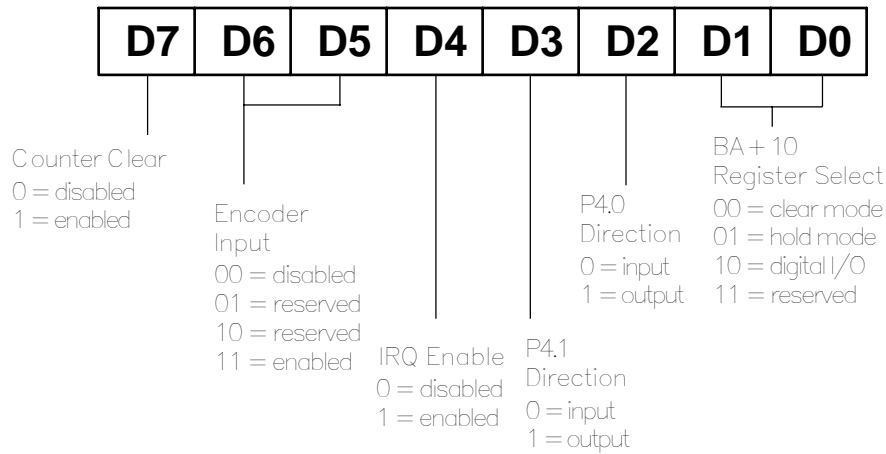 D7 D6 D5 D4 D3 D2 D1 D0
Counter Clear
0 = disabled
1 = enabled
Encoder
Input
00 = disabled
01 = reserved
10 = reserved
11 = enabled
IRQ Enable
0 = disabled
1 = enabled
P4.1
Direction
0 = input
1 = output
P4.0
Direction
0 = input
1 = output
BA + 10
Register Select
00 = clear mode
01 = hold mode
10 = digital I/O
11 = reserved